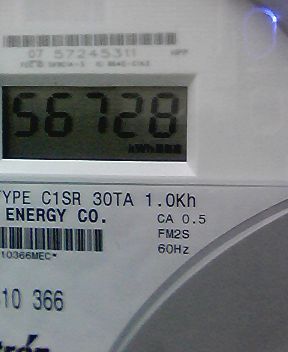 07 57245311
56728
kWh
TYPE C1SR 30TA 1.0Kh
ENERGY CO.
CA 0.5
FM2S
60Hz
10366MEC*
10 366